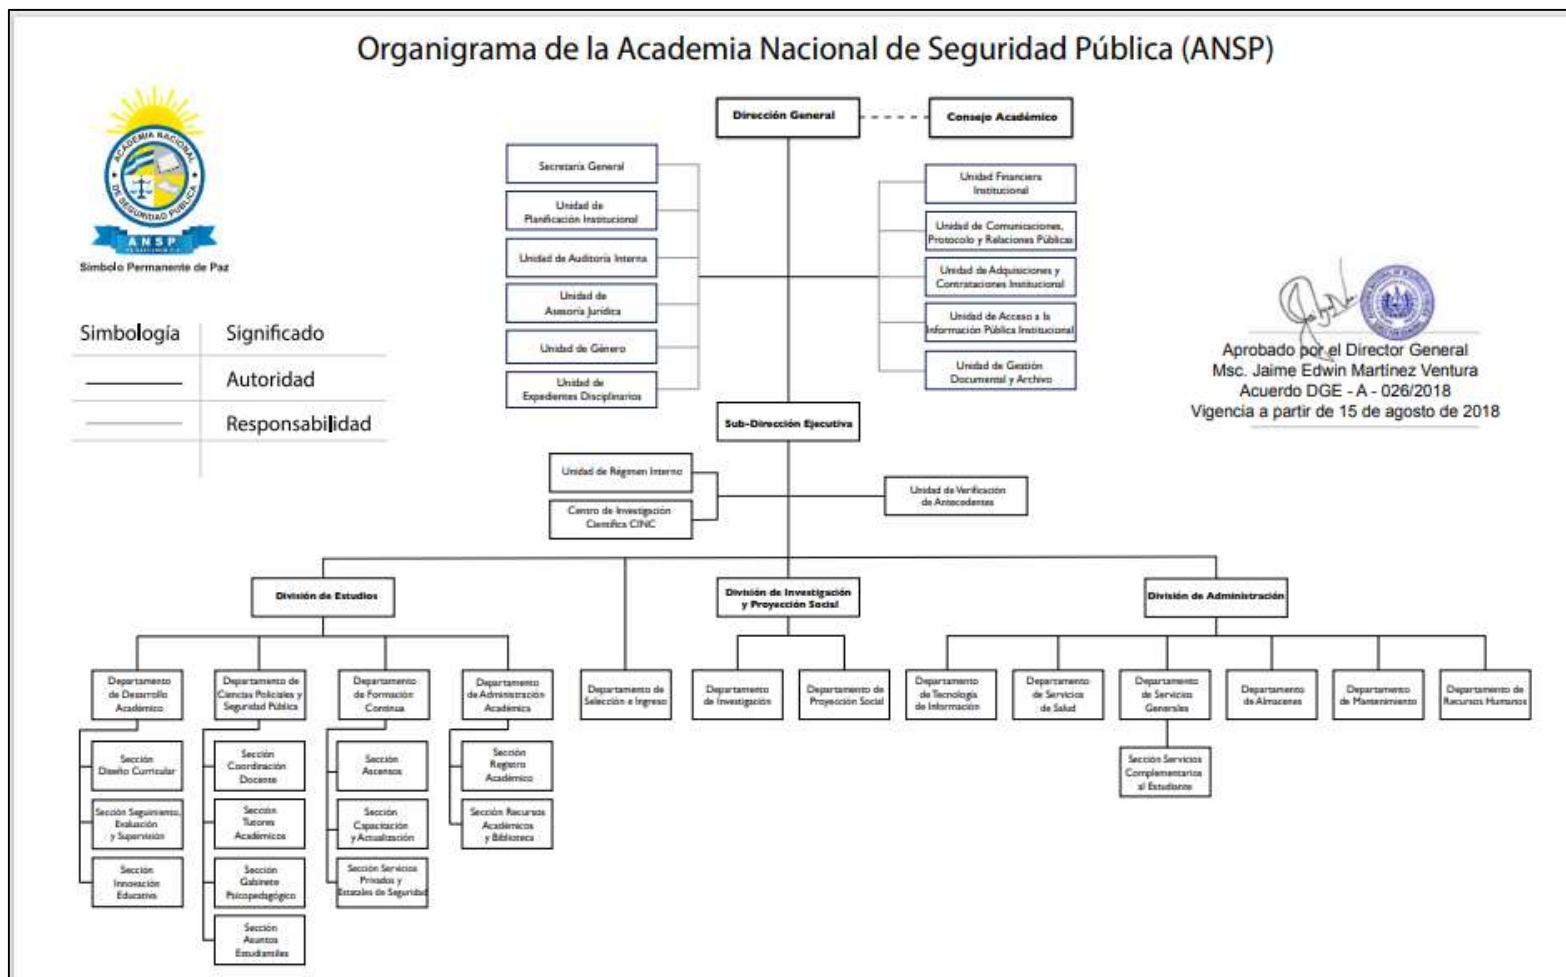 Organigrama de la Academia Nacional de Seguridad Pública (ANSP)
ACADEMIA NACIONAL
DE SEGURIDAD PUBLICA
ANSP
Símbolo Permanente de Paz
Simbología
Significado
Autoridad
Responsabilidad
Dirección General
Consejo Académico
Secretaría General
Unidad de
Planificación Institucional
Unidad de Auditoría Interna
Unidad de
Asesoría Jurídica
Unidad de Género
Unidad de
Expedientes Disciplinarios
Unidad Financiera
Institucional
Unidad de Comunicaciones,
Protocolo y Relaciones Públicas
Unidad de Adquisiciones y
Contrataciones Institucional
Unidad de Acceso a la
Información Pública Institucional
Unidad de Gestión
Documental y Archivo
Aprobado por el Director General
Msc. Jaime Edwin Martínez Ventura
Acuerdo DGE - A - 026/2018
Vigencia a partir de 15 de agosto de 2018
Sub-Dirección Ejecutiva
Unidad de Régimen Interno
Centro de Investigación
Científica CINC
Unidad de Verificación
de Antecedentes
División de Estudios
División de Investigación
y Proyección Social
División de Administración
Departamento
de Desarrollo
Académico
Departamento de
Ciencias Policiales y
Seguridad Pública
Departamento
de Formación
Continua
Departamento
de Administración
Académica
Departamento de
Selección e Ingreso
Departamento
de Investigación
Departamento de
Proyección Social
Departamento
de Tecnología
de Información
Departamento
de Servicios
de Salud
Departamento
de Servicios
Generales
Departamento
de Almacenes
Departamento
de Mantenimiento
Departamento de
Recursos Humanos
Sección
Diseño Curricular
Sección Seguimiento,
Evaluación
y Supervisión
Sección
Innovación
Educativa
Sección
Coordinación
Docente
Sección
Tutores
Académicos
Sección
Gabinete
Psicopedagógico
Sección
Asuntos
Estudiantiles
Sección
Ascensos
Sección
Capacitación
y Actualización
Sección Servicios
Privados y
Estatales de Seguridad
Sección
Registro
Académico
Sección Recursos
Académicos
y Biblioteca
Sección Servicios
Complementarios
al Estudiante